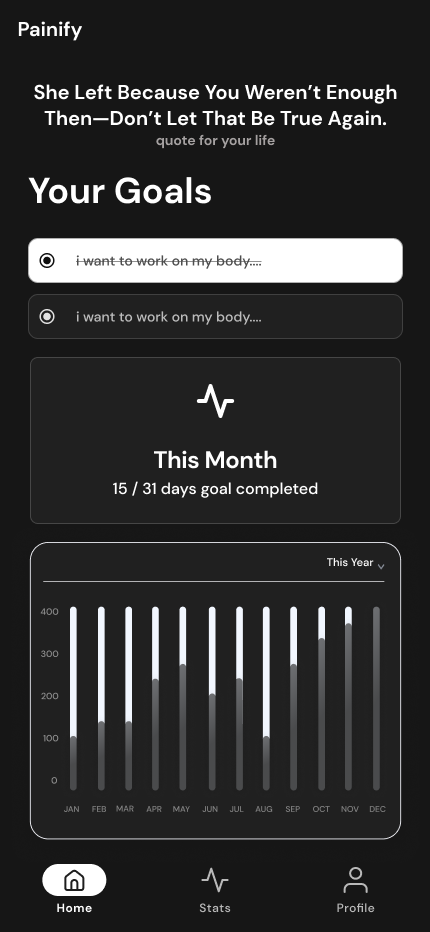 Painify
She Left Because You Weren’t Enough
Then—Don’t Let That Be True Again.
quote for your life
Your Goals
i want to work on my body....
i want to work on my body....
This Month
15 / 31 days goal completed
This Year
400
300
200
100
0
JAN FEB MAR APR MAY JUN JUL AUG SEP OCT NOV DEC
Home Stats Profile